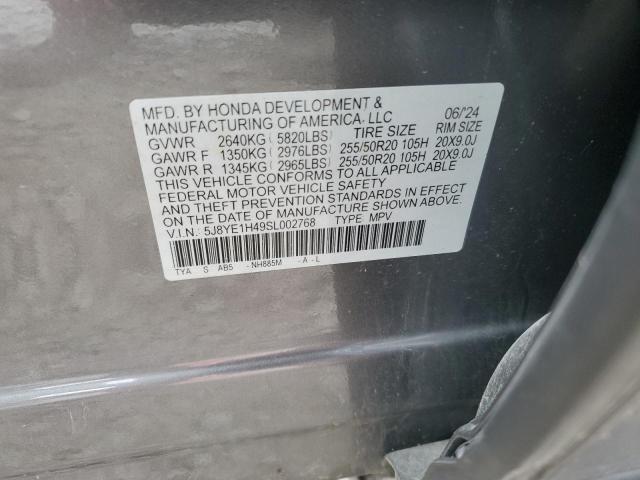 MFD. BY HONDA DEVELOPMENT & 06/'24
MANUFACTURING OF AMERICA, LLC
GVWR 2640KG ( 5820LBS) TIRE SIZE RIM SIZE
GAWR F 1350KG ( 2976LBS) 255/50R20 105H 20X9.0J
GAWR R 1345KG ( 2965LBS) 255/50R20 105H 20X9.0J
THIS VEHICLE CONFORMS TO ALL APPLICABLE
FEDERAL MOTOR VEHICLE SAFETY
AND THEFT PREVENTION STANDARDS IN EFFECT
ON THE DATE OF MANUFACTURE SHOWN ABOVE.
V.I.N.: 5J8YE1H49SL002768 TYPE MPV
TYA S AB5 -NH885M -A-L